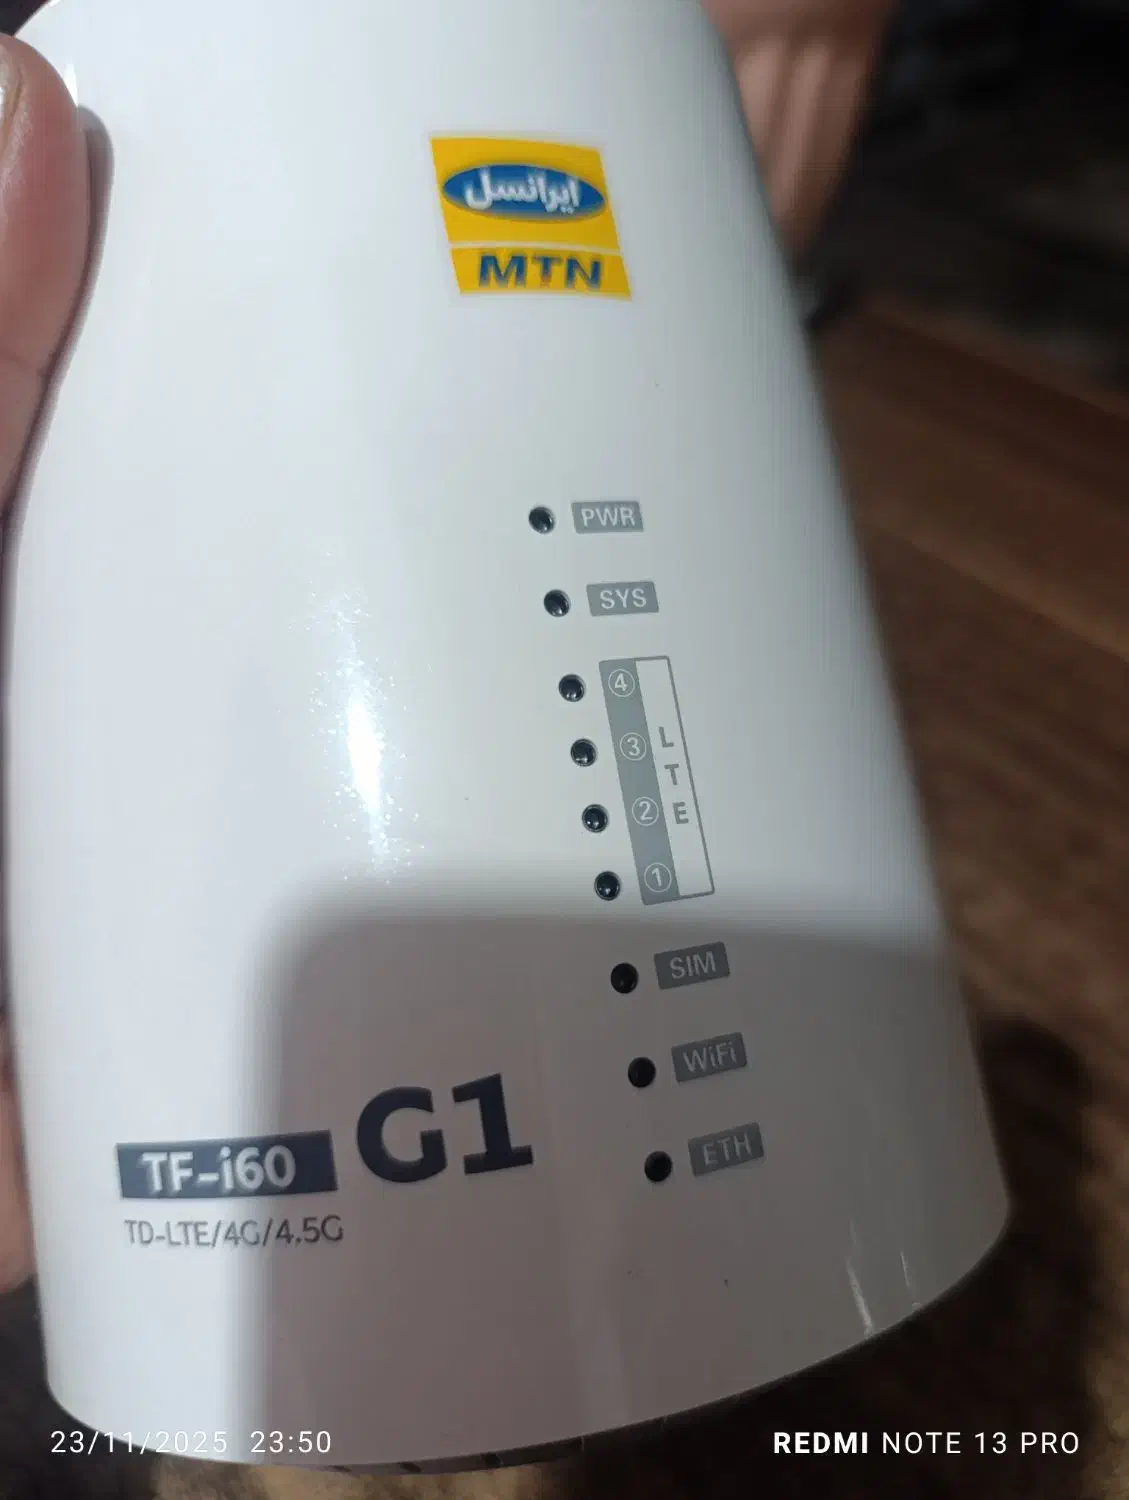 ایرانسل
MTN
PWR
SYS
④
③
②
①
LTE
SIM
WiFi
ETH
TF-i60 G1
TD-LTE/4G/4.5G
23/11/2025 23:50
REDMI NOTE 13 PRO